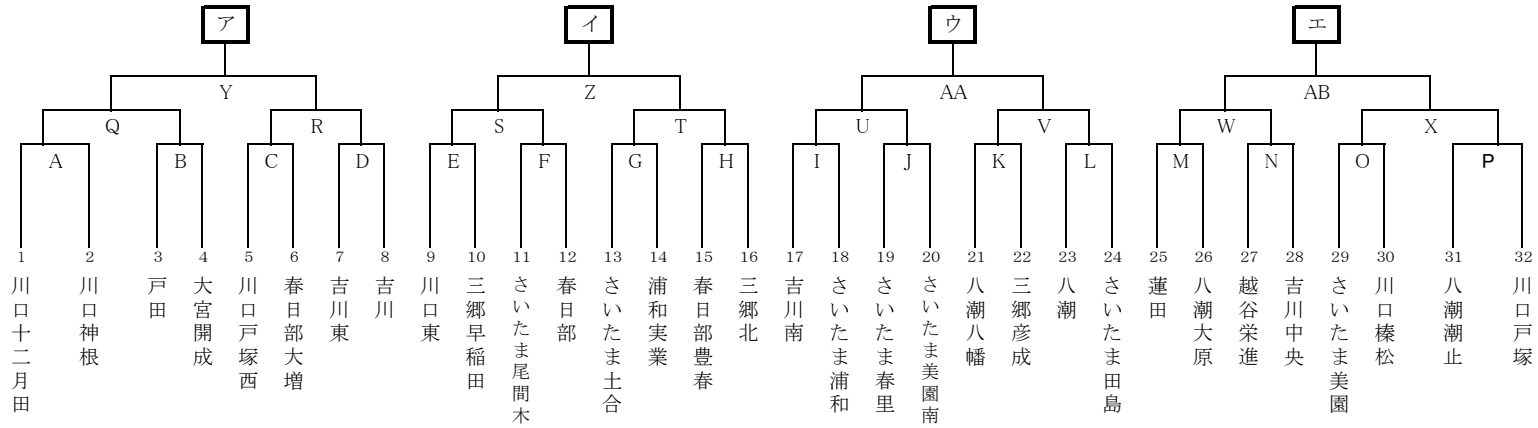 ア イ ウ エ
Y Z AA AB
Q R S T U V W X
A B C D E F G H I J K L M N O P
1 2 3 4 5 6 7 8 9 10 11 12 13 14 15 16 17 18 19 20 21 22 23 24 25 26 27 28 29 30 31 32
川口十二月田
川口神根
戸田
大宮開成
川口戸塚西
春日部大増
吉川東
吉川
川口東
三郷早稲田
さいたま尾間木
春日部
さいたま土合
浦和実業
春日部豊春
三郷北
吉川南
さいたま浦和
さいたま春里
さいたま美園南
八潮八幡
三郷彦成
八潮
さいたま田島
蓮田
八潮大原
越谷栄進
吉川中央
さいたま美園
川口榛松
八潮潮止
川口戸塚